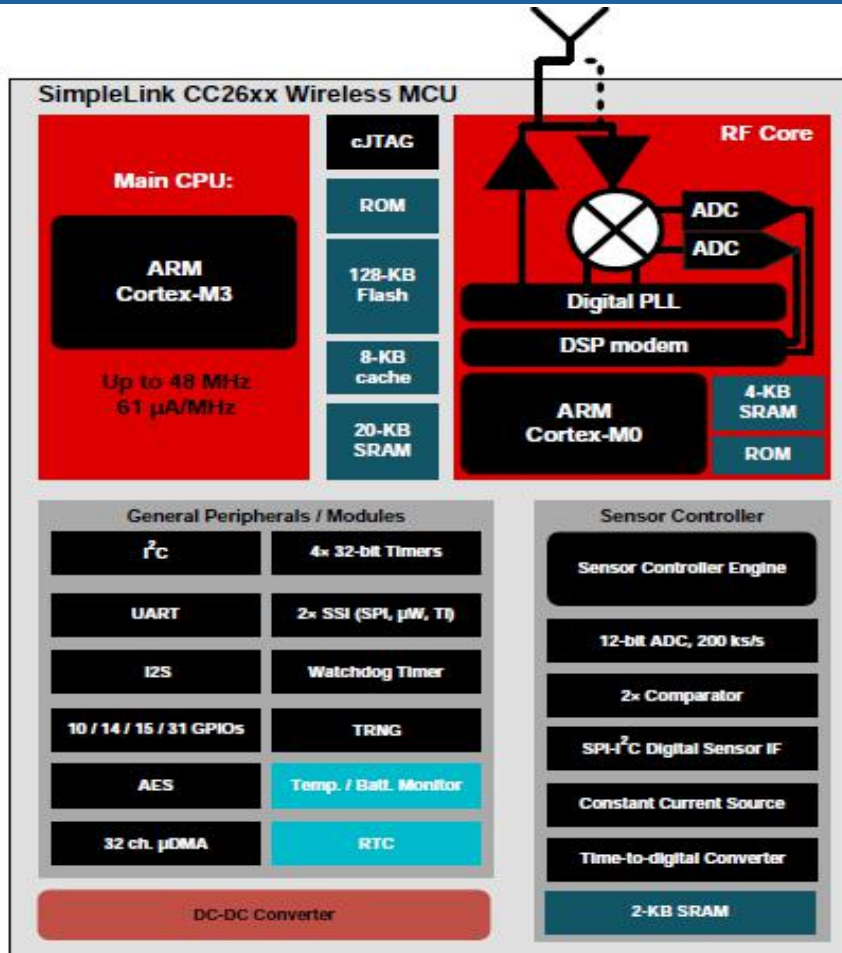 SimpleLink CC26xx Wireless MCU
Main CPU:
ARM
Cortex-M3
Up to 48 MHz
61 µA/MHz
cJTAG
ROM
128-KB
Flash
8-KB
cache
20-KB
SRAM
RF Core
ADC
ADC
Digital PLL
DSP modem
ARM
Cortex-M0
4-KB
SRAM
ROM
General Peripherals / Modules
I²C
4× 32-bit Timers
UART
2× SSI (SPI, µW, TI)
I2S
Watchdog Timer
10 / 14 / 15 / 31 GPIOs
TRNG
AES
Temp. / Batt. Monitor
32 ch. µDMA
RTC
Sensor Controller
Sensor Controller Engine
12-bit ADC, 200 ks/s
2× Comparator
SPI-I²C Digital Sensor IF
Constant Current Source
Time-to-digital Converter
2-KB SRAM
DC-DC Converter